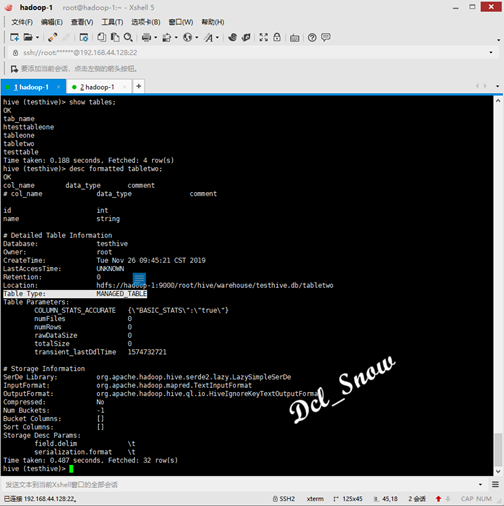 hadoop-1    root@hadoop-1:~ - Xshell 5
文件(F) 编辑(E) 查看(V) 工具(T) 选项卡(B) 窗口(W) 帮助(H)
ssh://root:******@192.168.44.128:22
要添加当前会话，点击左侧的箭头按钮。
1 hadoop-1    2 hadoop-1
hive (testhive)> show tables;
OK
tab_name
htesttableone
tableone
tabletwo
testtable
Time taken: 0.188 seconds, Fetched: 4 row(s)
hive (testhive)> desc formatted tabletwo;
OK
col_name        data_type       comment
# col_name              data_type               comment
id                      int
name                    string
# Detailed Table Information
Database:               testhive
Owner:                  root
CreateTime:             Tue Nov 26 09:45:21 CST 2019
LastAccessTime:         UNKNOWN
Retention:              0
Location:               hdfs://hadoop-1:9000/root/hive/warehouse/testhive.db/tabletwo
Table Type:             MANAGED_TABLE
Table Parameters:
        COLUMN_STATS_ACCURATE   {\"BASIC_STATS\":\"true\"}
        numFiles                0
        numRows                 0
        rawDataSize             0
        totalSize               0
        transient_lastDdlTime   1574732721
# Storage Information
SerDe Library:          org.apache.hadoop.hive.serde2.lazy.LazySimpleSerDe
InputFormat:            org.apache.hadoop.mapred.TextInputFormat
OutputFormat:           org.apache.hadoop.hive.ql.io.HiveIgnoreKeyTextOutputFormat
Compressed:             No
Num Buckets:            -1
Bucket Columns:         []
Sort Columns:           []
Storage Desc Params:
        field.delim             \t
        serialization.format    \t
Time taken: 0.487 seconds, Fetched: 32 row(s)
hive (testhive)>
Dcl_Snow
发送文本到当前Xshell窗口的全部会话
已连接 192.168.44.128:22。    SSH2    xterm    125x45    45,18    2 会话    CAP NUM